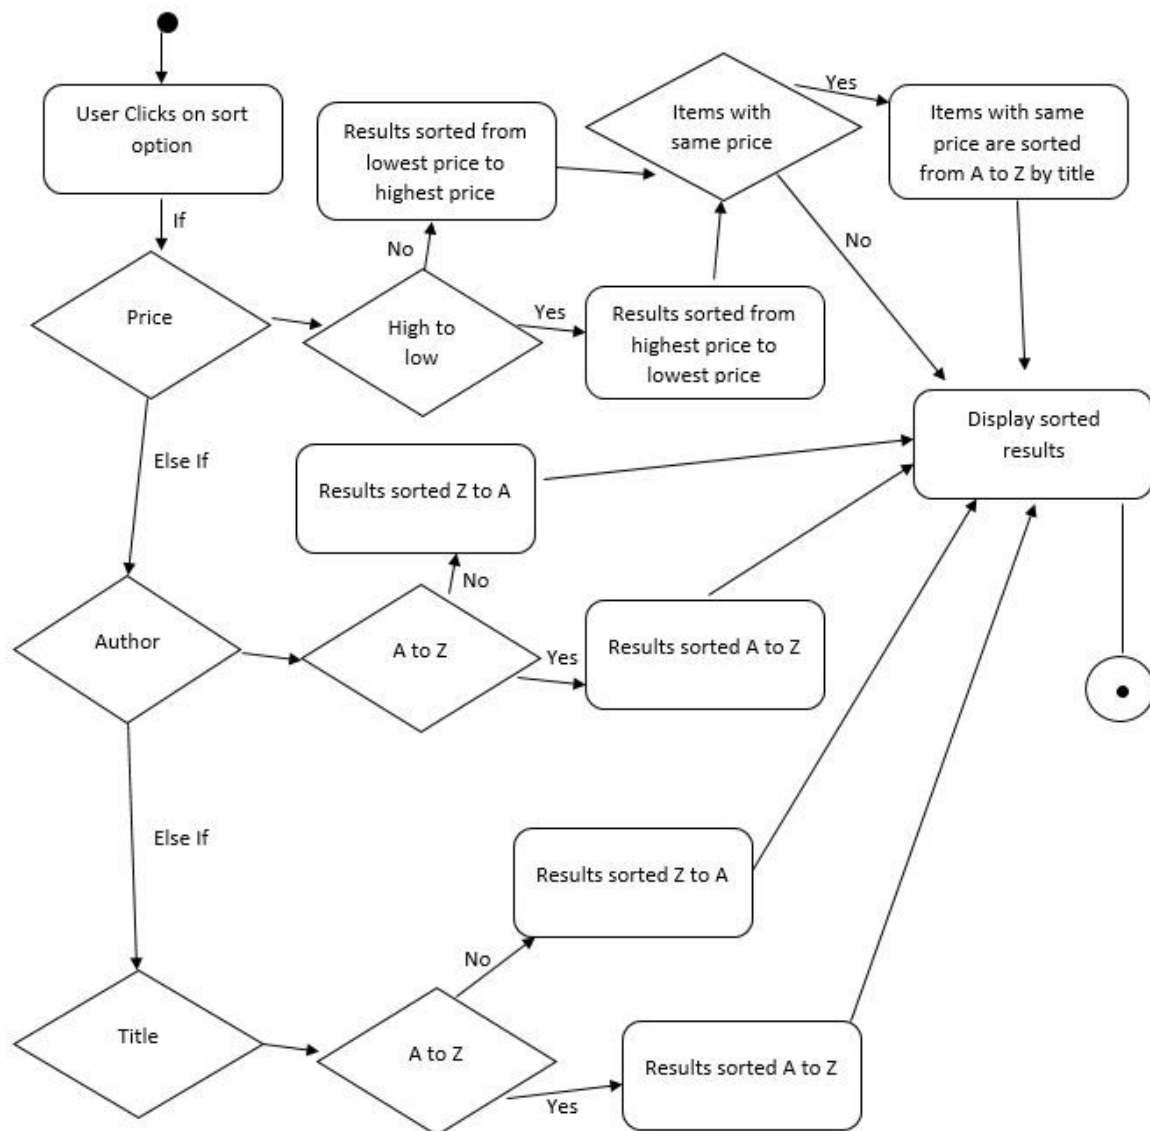 User Clicks on sort
option
If
Price
High to
low
No
Results sorted from
lowest price to
highest price
Yes
Results sorted from
highest price to
lowest price
Items with
same price
Yes
Items with same
price are sorted
from A to Z by title
No
Display sorted
results
Else If
Author
A to Z
No
Results sorted Z to A
Yes
Results sorted A to Z
Else If
Title
A to Z
No
Results sorted Z to A
Yes
Results sorted A to Z